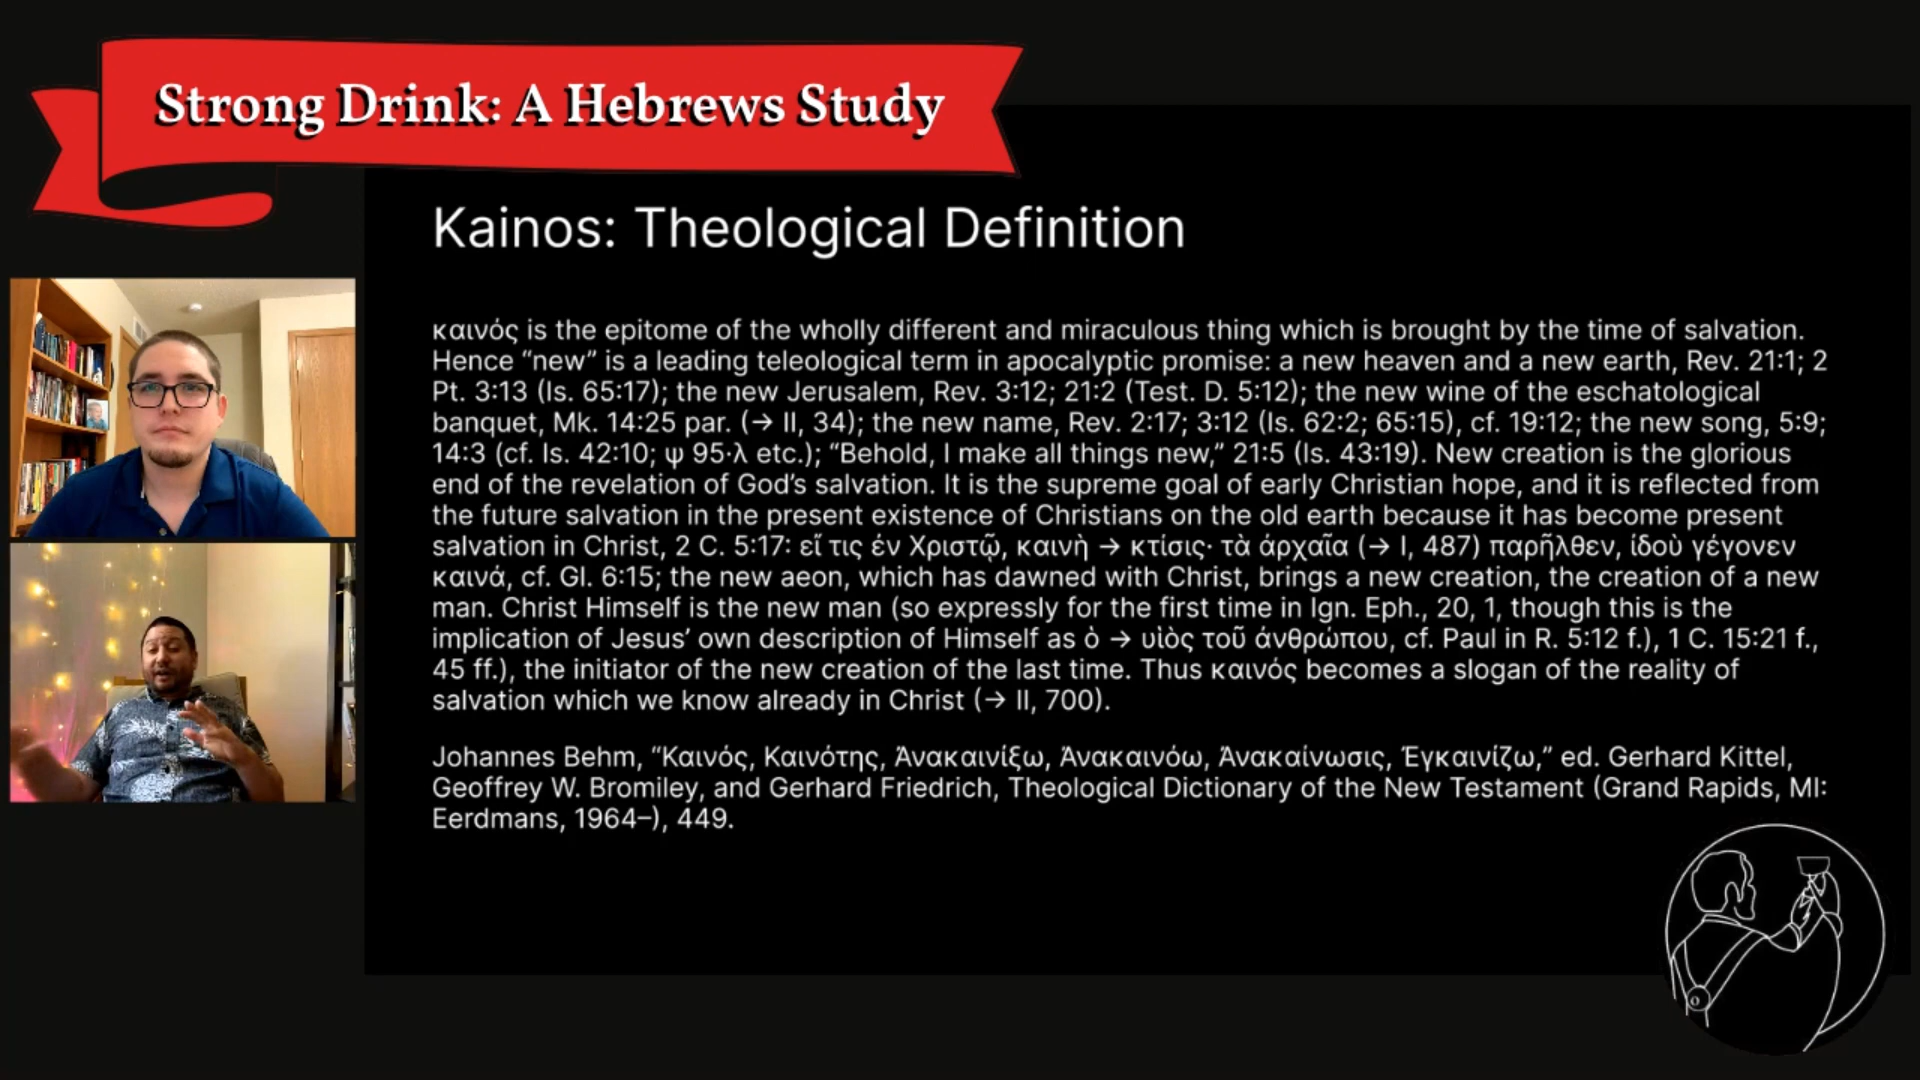 Strong Drink: A Hebrews Study
Kainos: Theological Definition
καινός is the epitome of the wholly different and miraculous thing which is brought by the time of salvation.
Hence “new” is a leading teleological term in apocalyptic promise: a new heaven and a new earth, Rev. 21:1; 2
Pt. 3:13 (Is. 65:17); the new Jerusalem, Rev. 3:12; 21:2 (Test. D. 5:12); the new wine of the eschatological
banquet, Mk. 14:25 par. (→ II, 34); the new name, Rev. 2:17; 3:12 (Is. 62:2; 65:15), cf. 19:12; the new song, 5:9;
14:3 (cf. Is. 42:10; ψ 95·λ etc.); “Behold, I make all things new,” 21:5 (Is. 43:19). New creation is the glorious
end of the revelation of God’s salvation. It is the supreme goal of early Christian hope, and it is reflected from
the future salvation in the present existence of Christians on the old earth because it has become present
salvation in Christ, 2 C. 5:17: εἴ τις ἐν Χριστῷ, καινὴ → κτίσις· τὰ ἀρχαῖα (→ I, 487) παρῆλθεν, ἰδοὺ γέγονεν
καινά, cf. Gl. 6:15; the new aeon, which has dawned with Christ, brings a new creation, the creation of a new
man. Christ Himself is the new man (so expressly for the first time in Ign. Eph., 20, 1, though this is the
implication of Jesus’ own description of Himself as ὁ → υἱὸς τοῦ ἀνθρώπου, cf. Paul in R. 5:12 f.), 1 C. 15:21 f.,
45 ff.), the initiator of the new creation of the last time. Thus καινός becomes a slogan of the reality of
salvation which we know already in Christ (→ II, 700).
Johannes Behm, “Καινός, Καινότης, Ἀνακαινίξω, Ἀνακαινόω, Ἀνακαίνωσις, Ἐγκαινίζω,” ed. Gerhard Kittel,
Geoffrey W. Bromiley, and Gerhard Friedrich, Theological Dictionary of the New Testament (Grand Rapids, MI:
Eerdmans, 1964–), 449.